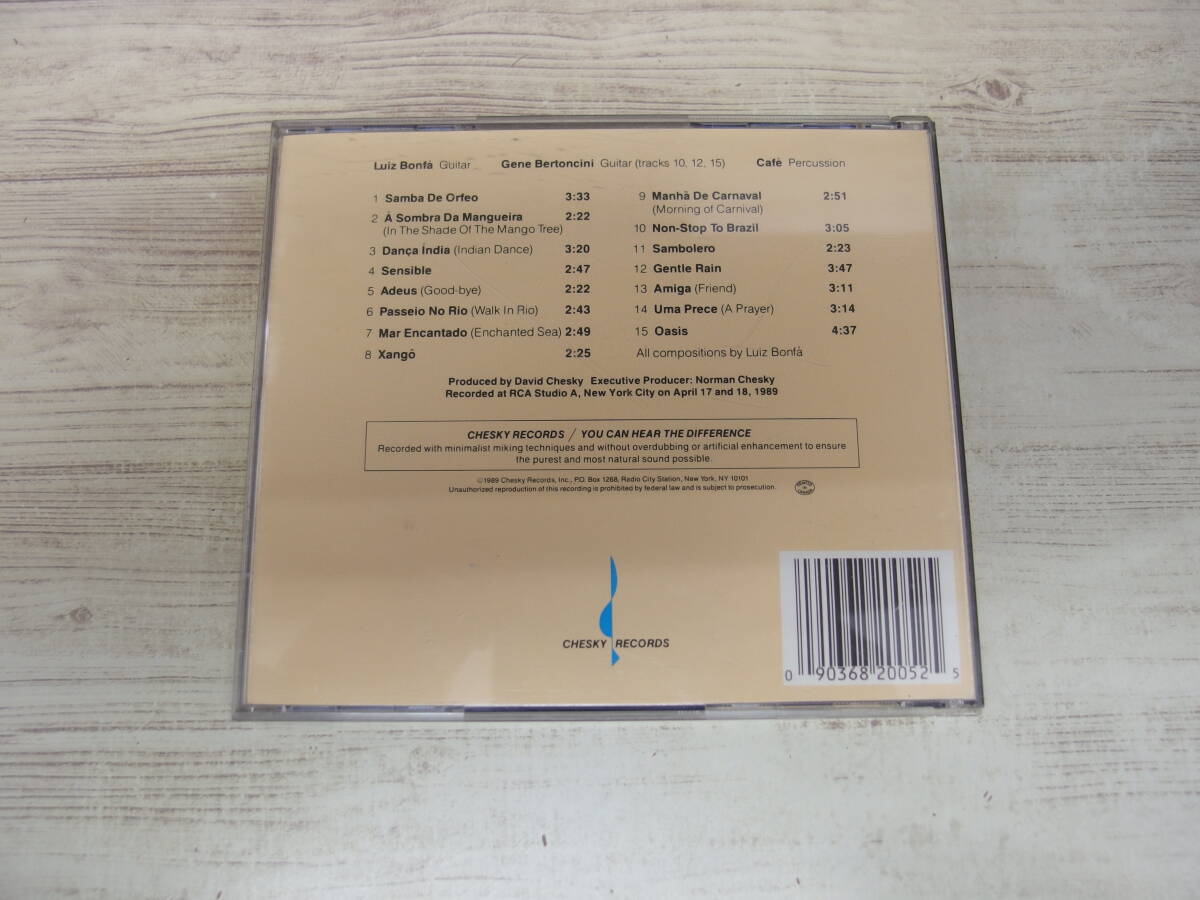 Luiz Bonfá Guitar Gene Bertoncini Guitar (tracks 10, 12, 15) Café Percussion
1 Samba De Orfeo 3:33
2 Á Sombra Da Mangueira 2:22
(In The Shade Of The Mango Tree)
3 Dança Índia (Indian Dance) 3:20
4 Sensible 2:47
5 Adeus (Good-bye) 2:22
6 Passeio No Rio (Walk In Rio) 2:43
7 Mar Encantado (Enchanted Sea) 2:49
8 Xangô 2:25
9 Manhã De Carnaval 2:51
(Morning of Carnival)
10 Non-Stop To Brazil 3:05
11 Sambolero 2:23
12 Gentle Rain 3:47
13 Amiga (Friend) 3:11
14 Uma Prece (A Prayer) 3:14
15 Oasis 4:37
All compositions by Luiz Bonfá
Produced by David Chesky Executive Producer: Norman Chesky
Recorded at RCA Studio A, New York City on April 17 and 18, 1989
CHESKY RECORDS / YOU CAN HEAR THE DIFFERENCE
Recorded with minimalist miking techniques and without overdubbing or artificial enhancement to ensure
the purest and most natural sound possible.
©1989 Chesky Records, Inc., P.O. Box 1268, Radio City Station, New York, NY 10101
Unauthorized reproduction of this recording is prohibited by federal law and is subject to prosecution.
CHESKY RECORDS
0 90368 20052 5